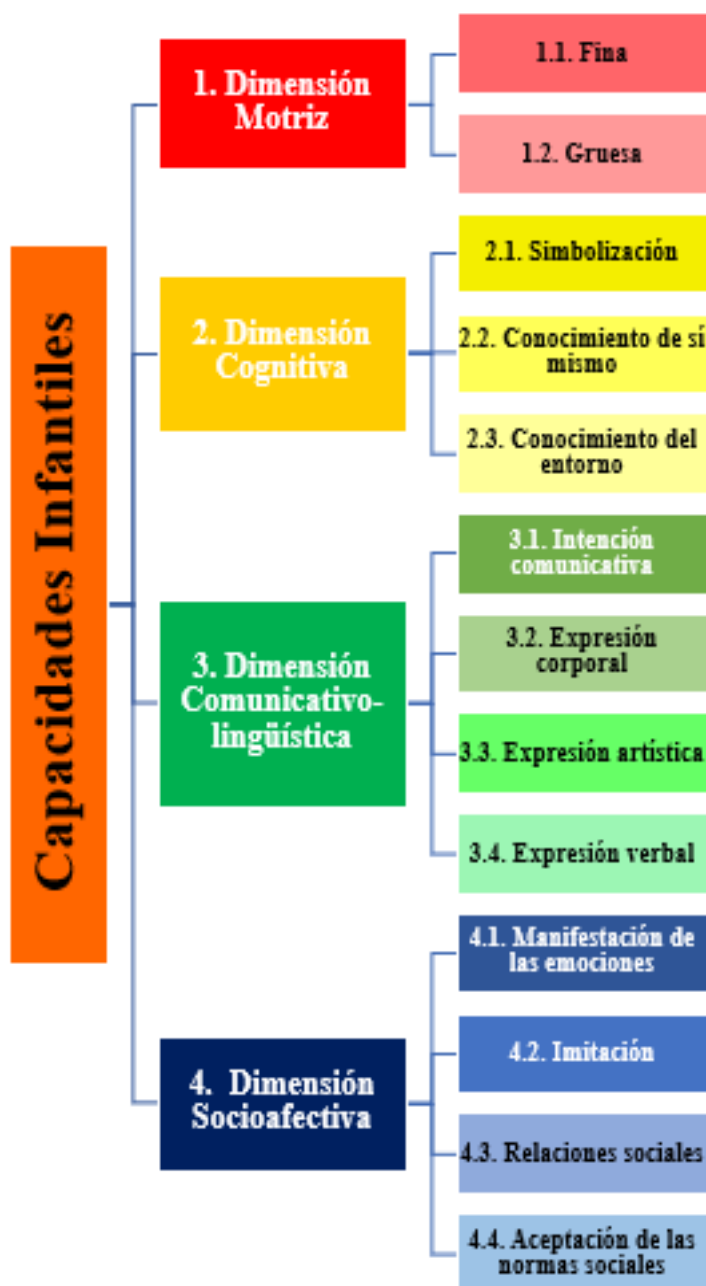 Capacidades Infantiles
1. Dimensión
Motriz
1.1. Fina
1.2. Gruesa
2. Dimensión
Cognitiva
2.1. Simbolización
2.2. Conocimiento de sí
mismo
2.3. Conocimiento del
entorno
3. Dimensión
Comunicativo-
lingüística
3.1. Intención
comunicativa
3.2. Expresión
corporal
3.3. Expresión artística
3.4. Expresión verbal
4. Dimensión
Socioafectiva
4.1. Manifestación de
las emociones
4.2. Imitación
4.3. Relaciones sociales
4.4. Aceptación de las
normas sociales